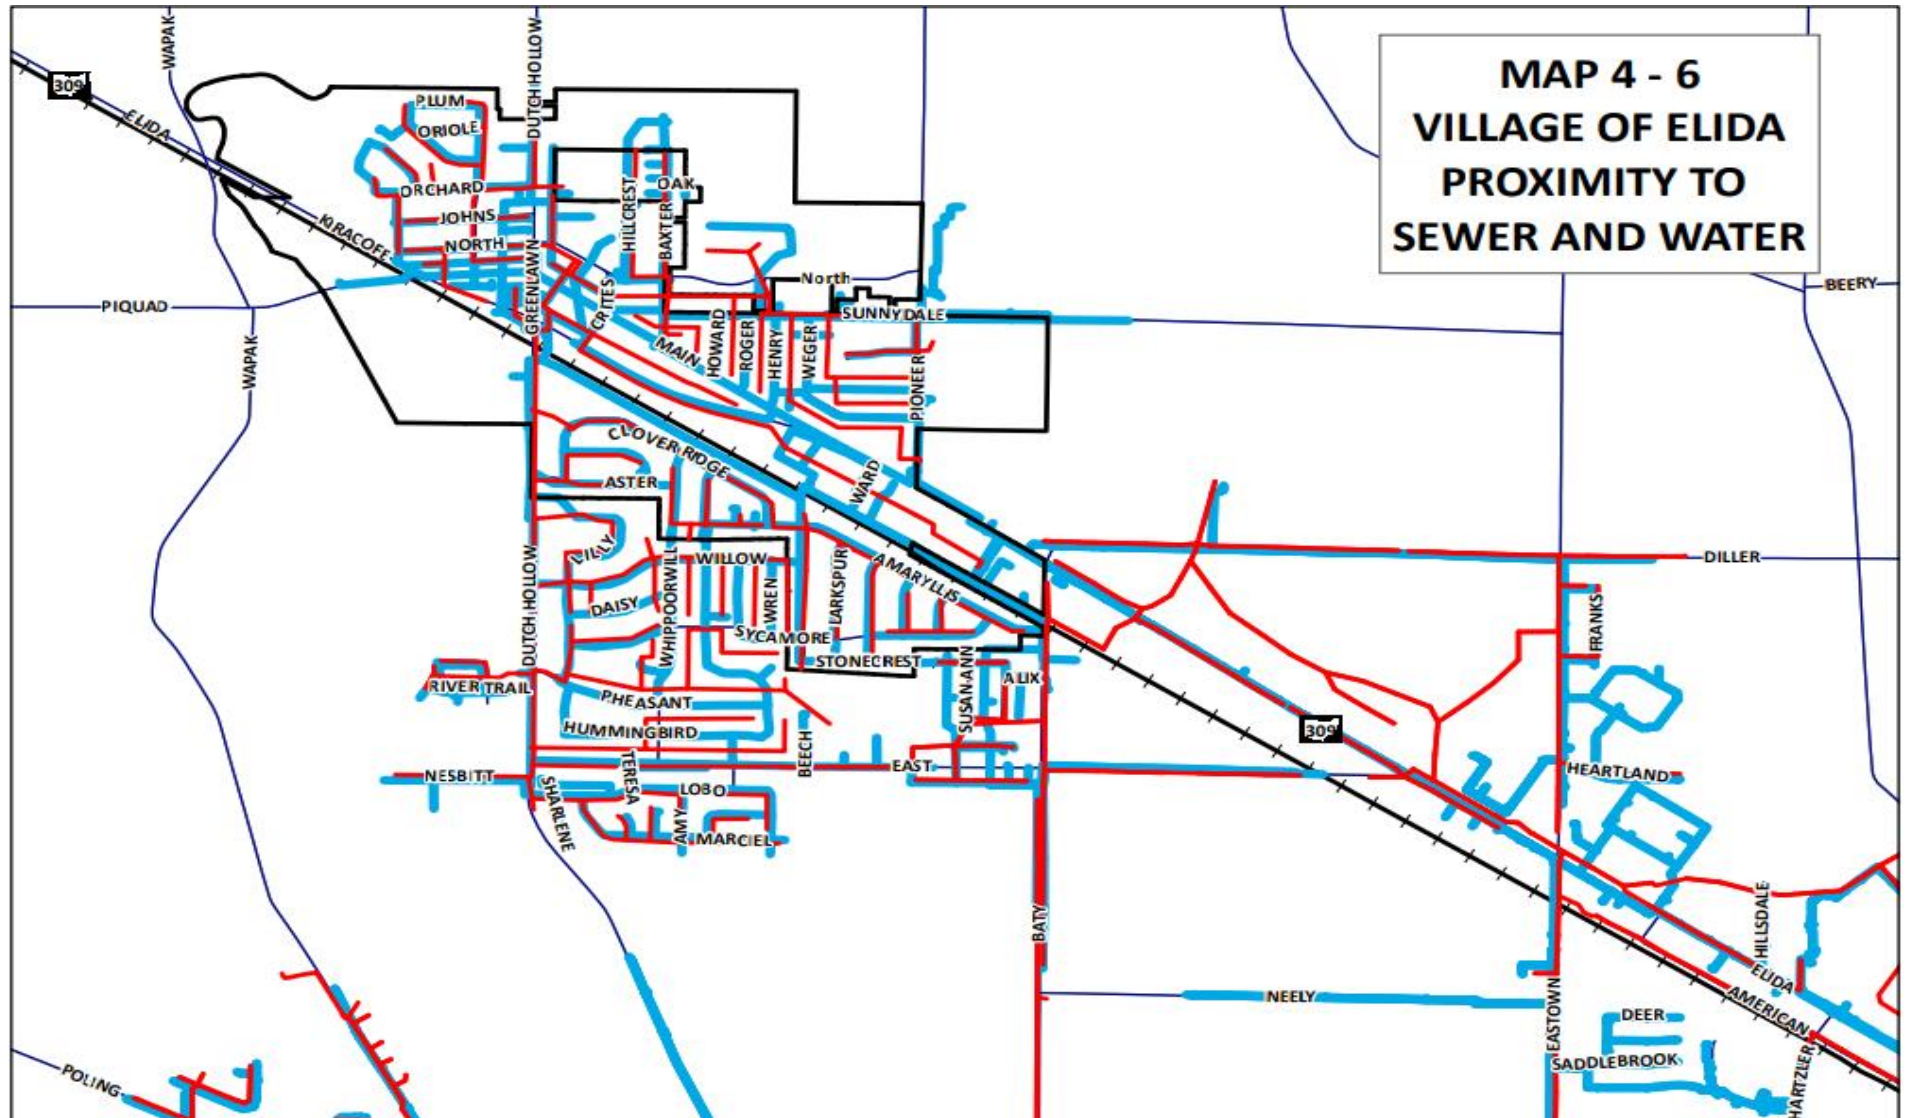 MAP 4 - 6
VILLAGE OF ELIDA
PROXIMITY TO
SEWER AND WATER
WAPAK
DUTCH HOLLOW
309
ELIDA
PLUM
ORIOLE
ORCHARD
OAK
JOHNS
HILLCREST
BAXTER
KIRACOFE
NORTH
GREENLAWN
North
BEERY
PIQUAD
CRITES
SUNNYDALE
WAPAK
MAIN
HOWARD
ROGER
HENRY
WEGER
PIONEER
CLOVER RIDGE
ASTER
WARD
LILLY
WILLOW
AMARYLLIS
DILLER
DUTCH HOLLOW
DAISY
WHIPPOORWILL
WREN
LARKSPUR
FRANKS
SYCAMORE
STONECREST
SUSAN ANN
ALIX
RIVER TRAIL
PHEASANT
HUMMINGBIRD
309
BEECH
NESBITT
TERESA
EAST
HEARTLAND
SHARLENE
LOBO
AMY
MARCIEL
BATY
HILLSDALE
ELIDA
NEELY
AMERICAN
EASTOWN
DEER
SADDLEBROOK
HARTZLER
POLING